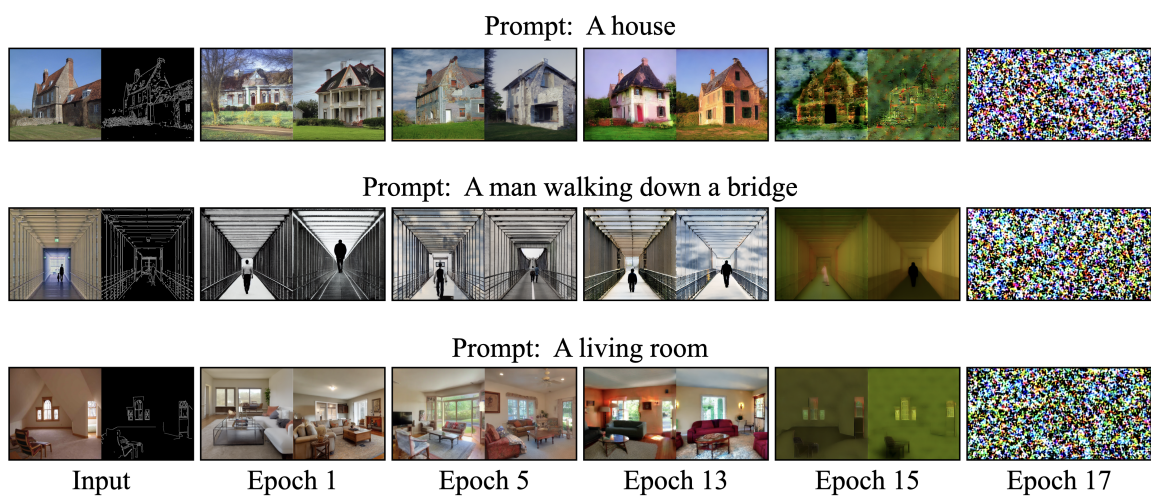 Prompt: A house
Prompt: A man walking down a bridge
Prompt: A living room
Input Epoch 1 Epoch 5 Epoch 13 Epoch 15 Epoch 17